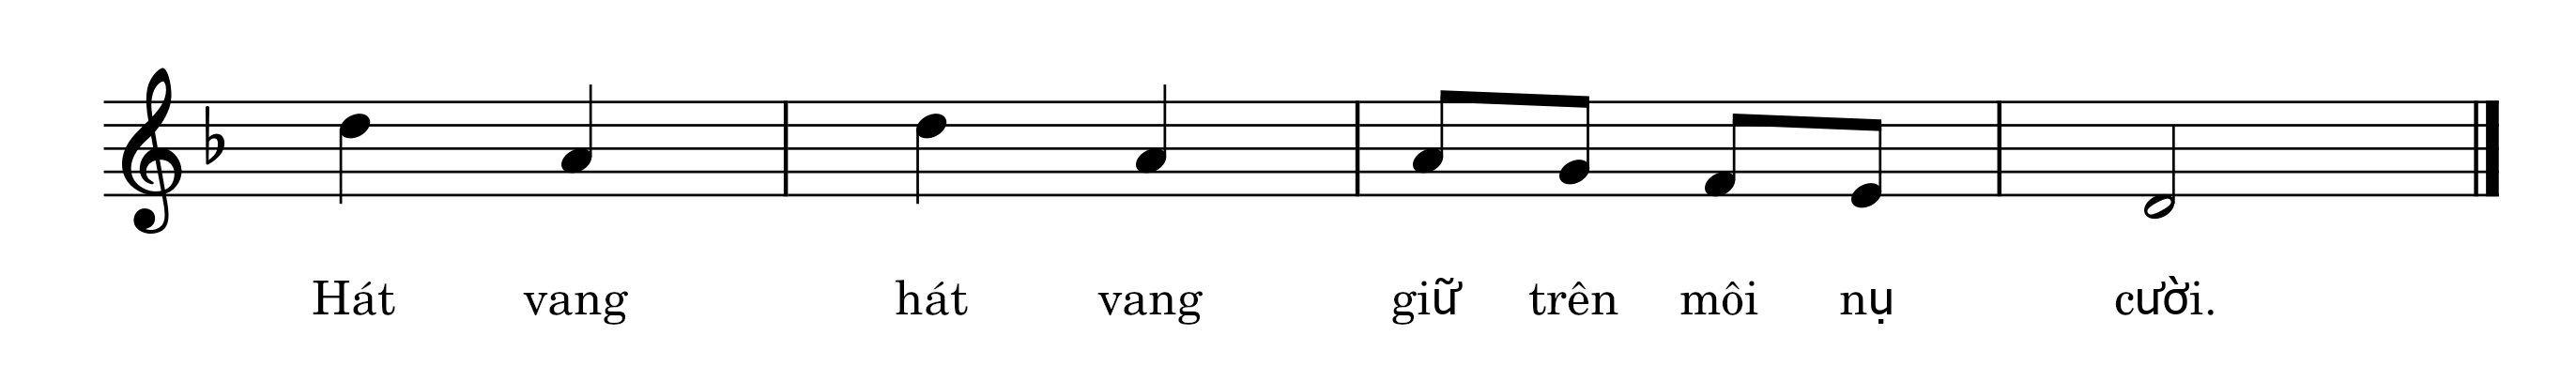 Hát vang hát vang giữ trên môi nụ cười.